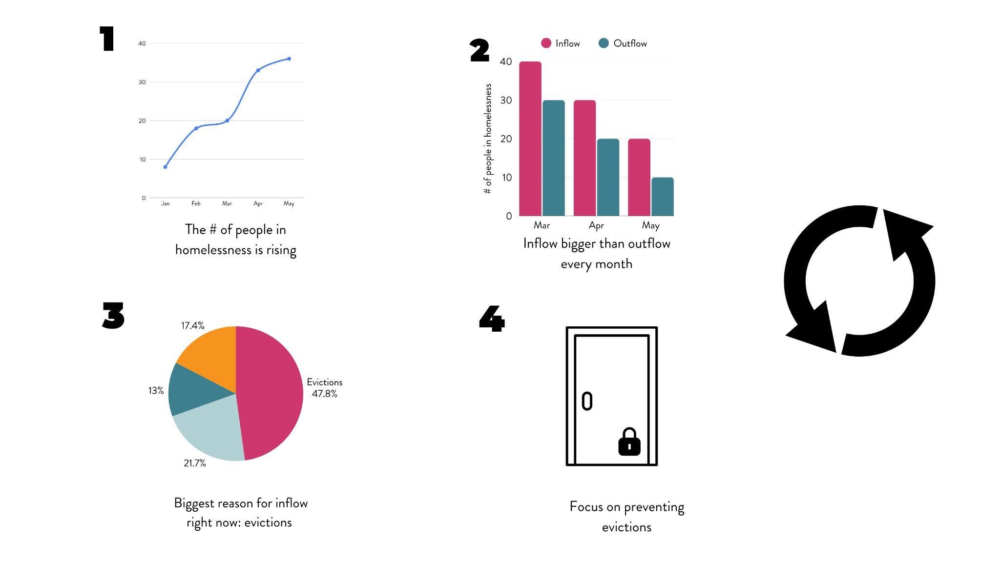 1
40
30
20
10
0
Jan Feb Mar Apr May
The # of people in
homelessness is rising
2
Inflow Outflow
# of people in homelessness
40
30
20
10
0
Mar Apr May
Inflow bigger than outflow
every month
3
17.4%
13%
Evictions
47.8%
21.7%
Biggest reason for inflow
right now: evictions
4
Focus on preventing
evictions